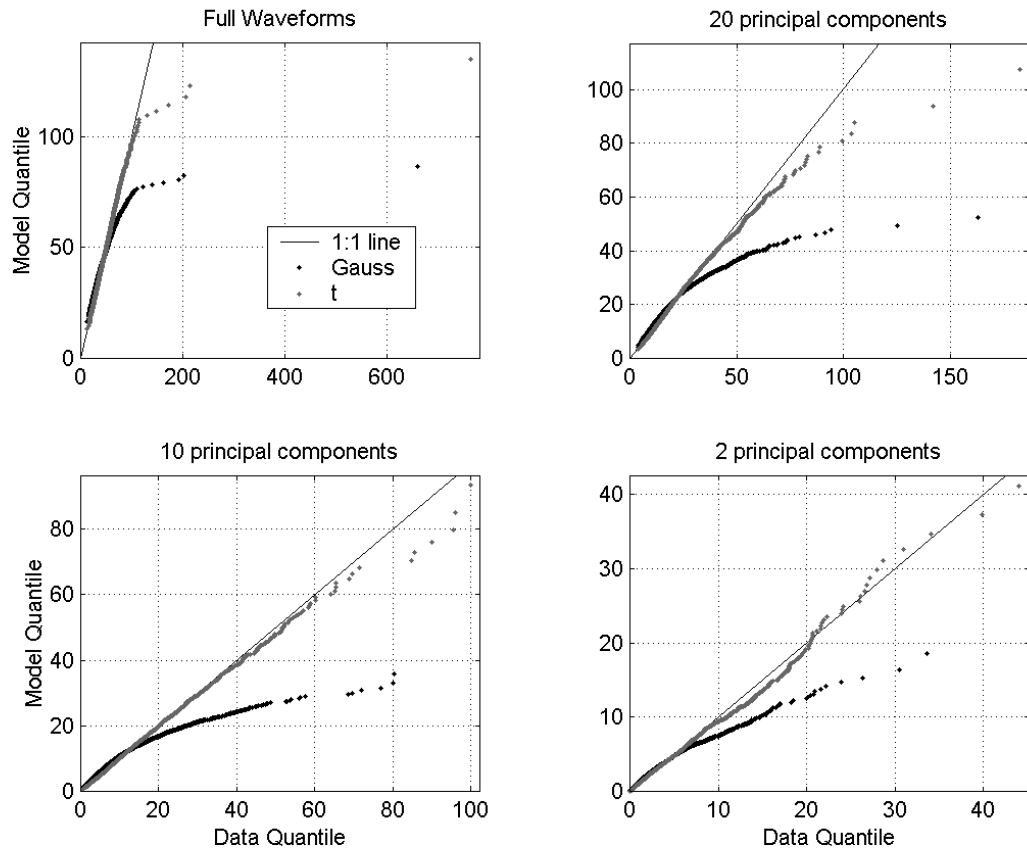 Full Waveforms
Model Quantile
100
50
0
0 200 400 600
1:1 line
Gauss
t
20 principal components
100
80
60
40
20
0
0 50 100 150
10 principal components
Model Quantile
80
60
40
20
0
0 20 40 60 80 100
Data Quantile
2 principal components
40
30
20
10
0
0 10 20 30 40
Data Quantile